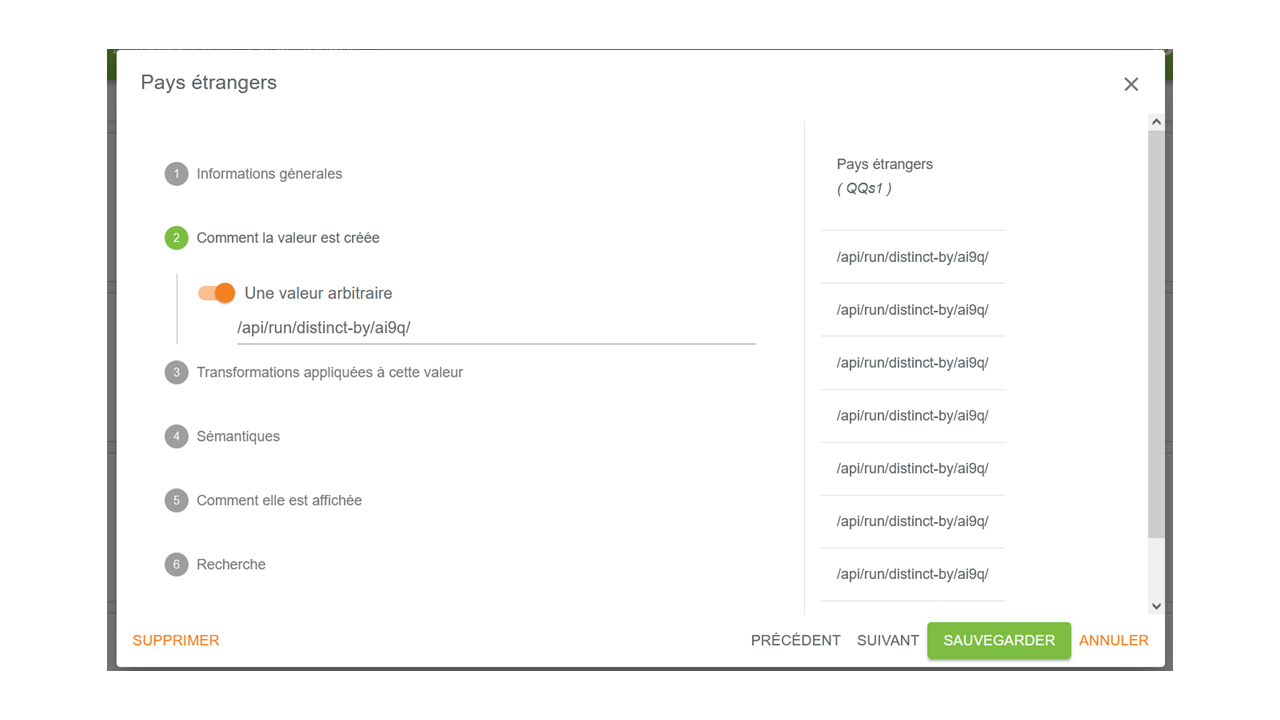 Pays étrangers
1 Informations génerales
2 Comment la valeur est créée
Une valeur arbitraire
/api/run/distinct-by/ai9q/
3 Transformations appliquées à cette valeur
4 Sémantiques
5 Comment elle est affichée
6 Recherche
Pays étrangers
( QQs1 )
/api/run/distinct-by/ai9q/
/api/run/distinct-by/ai9q/
/api/run/distinct-by/ai9q/
/api/run/distinct-by/ai9q/
/api/run/distinct-by/ai9q/
/api/run/distinct-by/ai9q/
/api/run/distinct-by/ai9q/
SUPPRIMER
PRÉCÉDENT SUIVANT SAUVEGARDER ANNULER